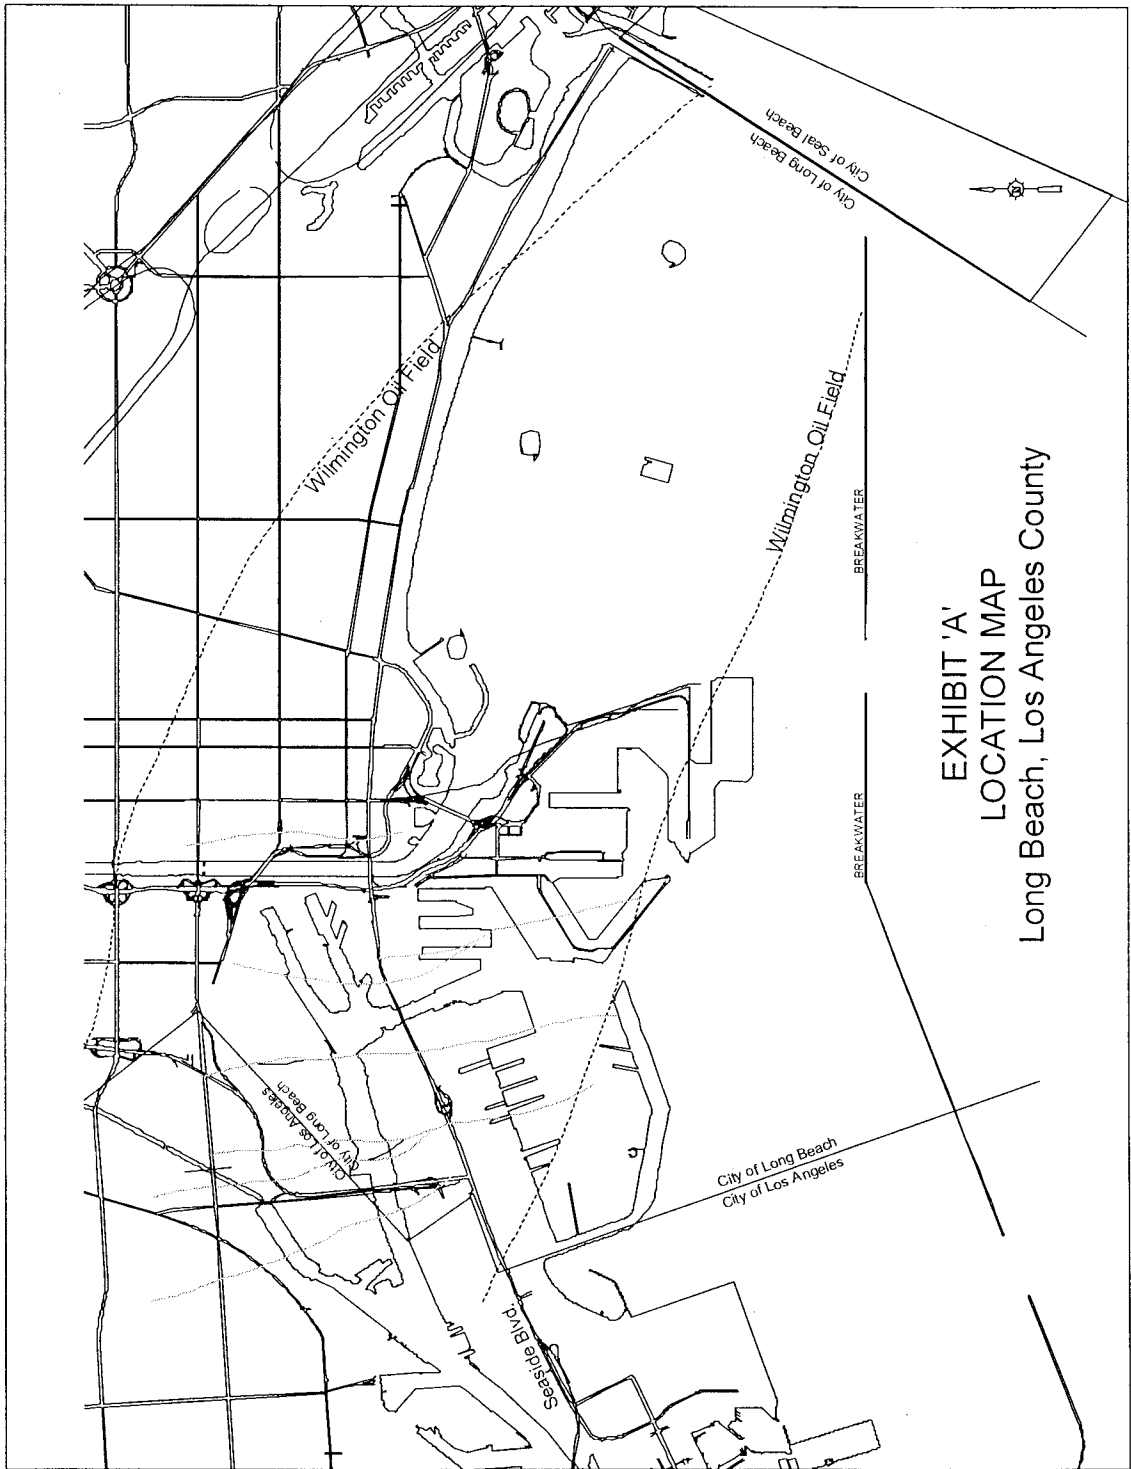 City of Seal Beach
City of Long Beach
Wilmington Oil Field
Wilmington Oil Field
BREAKWATER
BREAKWATER
City of Los Angeles
City of Long Beach
City of Long Beach
City of Los Angeles
Seaside Blvd.
EXHIBIT 'A'
LOCATION MAP
Long Beach, Los Angeles County